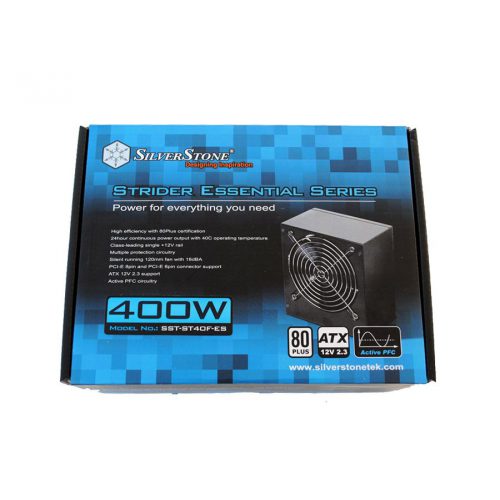 SilverStone®
Designing Inspiration
Strider Essential Series
Power for everything you need
High efficiency with 80Plus certification
24hour continuous power output with 40C operating temperature
Class-leading single +12V rail
Multiple protection circuitry
Silent running 120mm fan with 18dBA
PCI-E 8pin and PCI-E 6pin connector support
ATX 12V 2.3 support
Active PFC circuitry
400W
Model No.: SST-ST40F-ES
80
PLUS
ATX
12V 2.3
Active PFC
www.silverstonetek.com